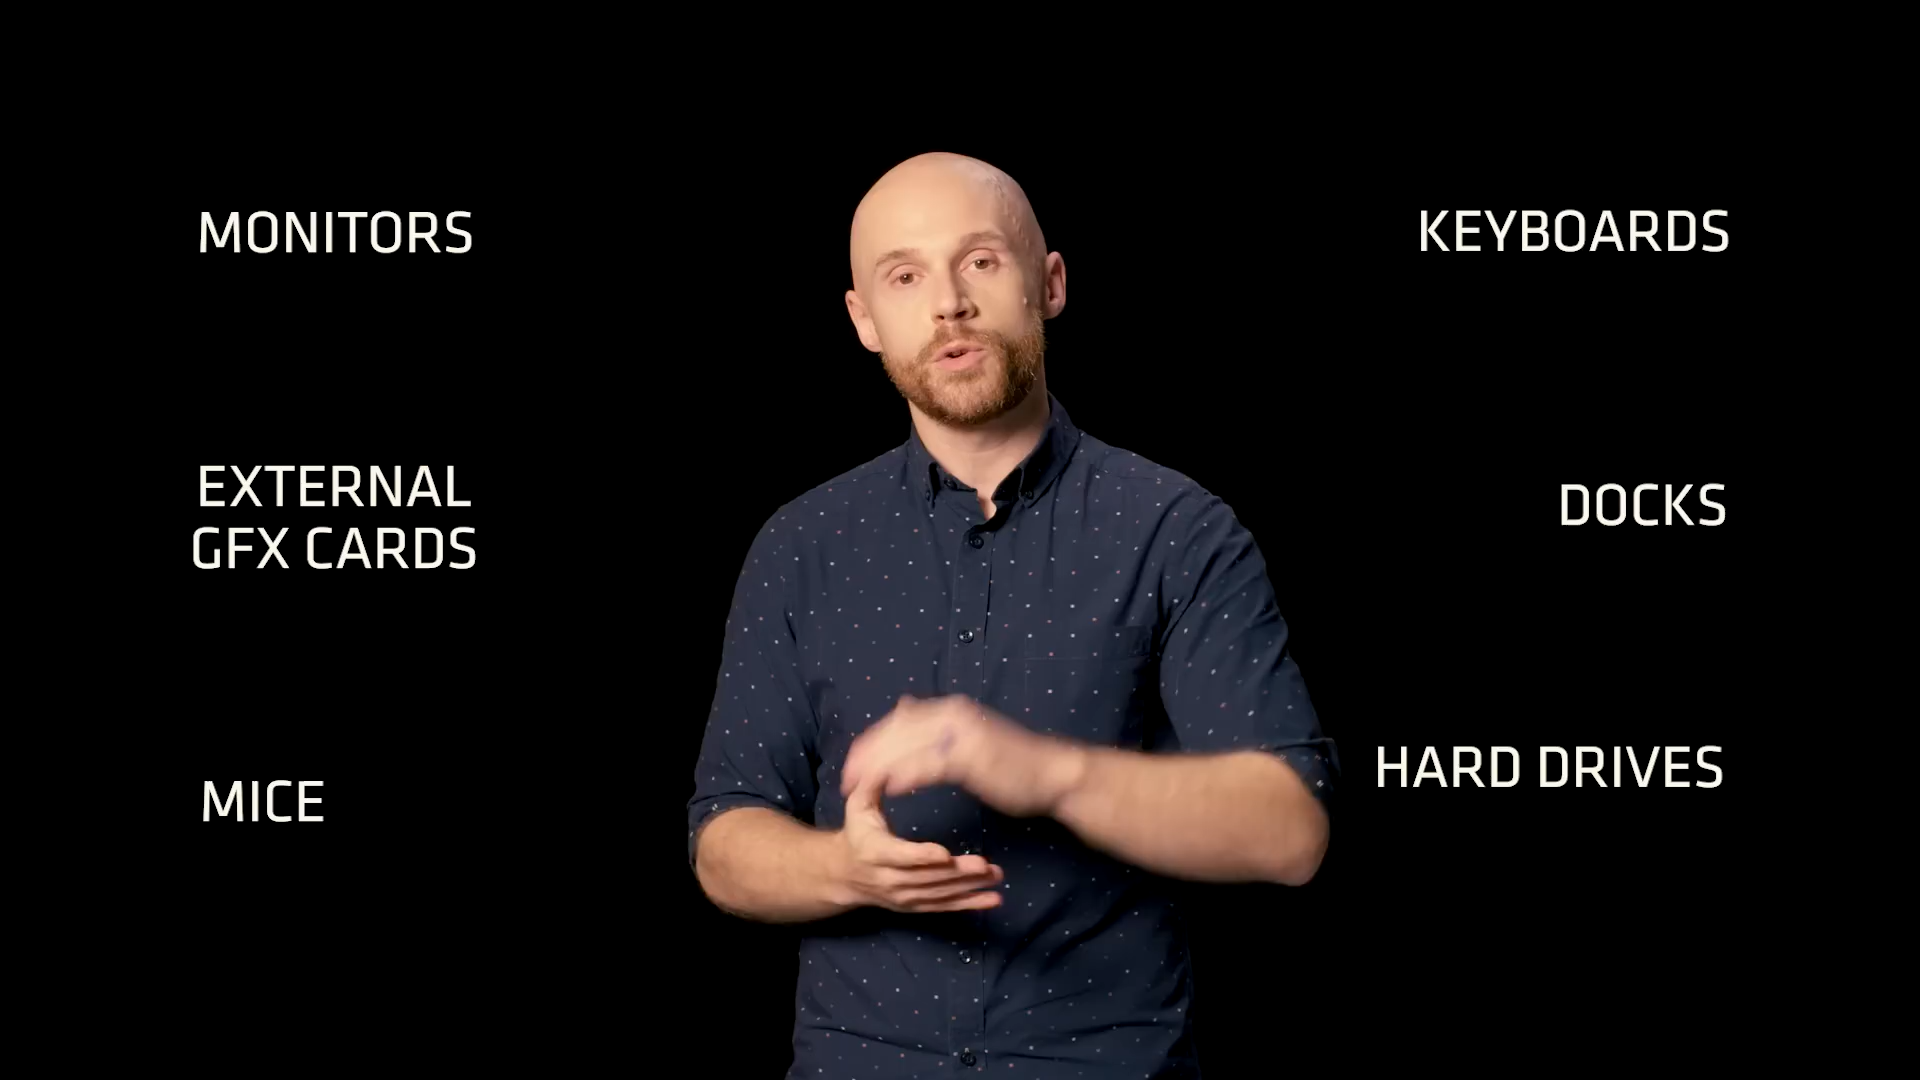 MONITORS
EXTERNAL
GFX CARDS
MICE
KEYBOARDS
DOCKS
HARD DRIVES